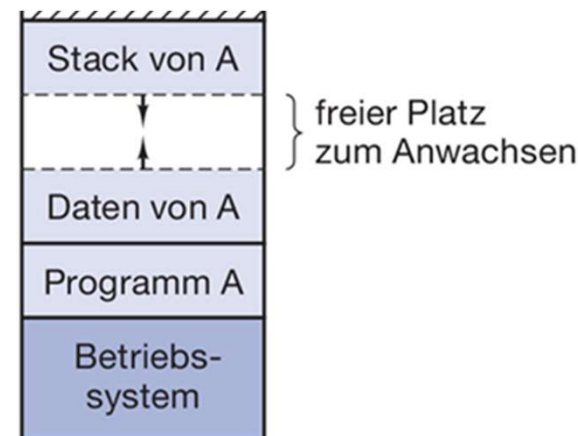 Stack von A
freier Platz
zum Anwachsen
Daten von A
Programm A
Betriebs-
system